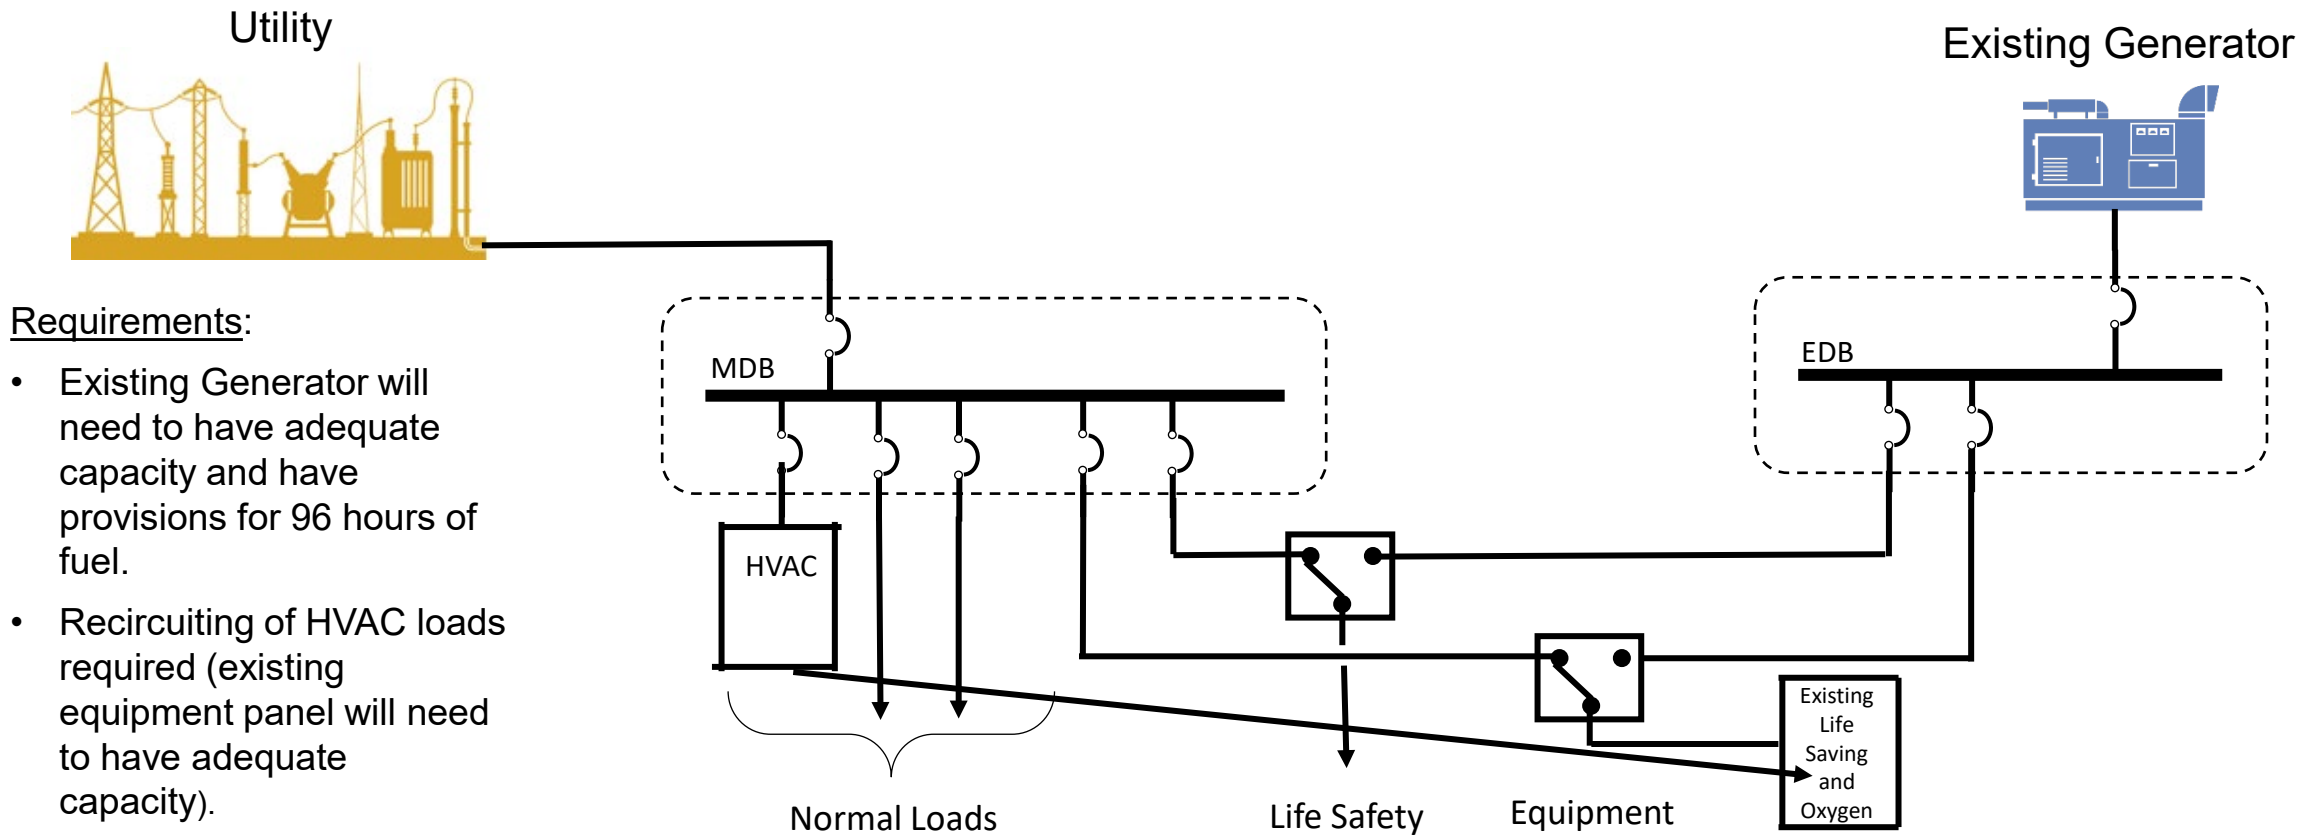 Utility
Existing Generator
Requirements:
• Existing Generator will
need to have adequate
capacity and have
provisions for 96 hours of
fuel.
• Recircuiting of HVAC loads
required (existing
equipment panel will need
to have adequate
capacity).
MDB
EDB
HVAC
Existing
Life
Saving
and
Oxygen
Normal Loads
Life Safety
Equipment